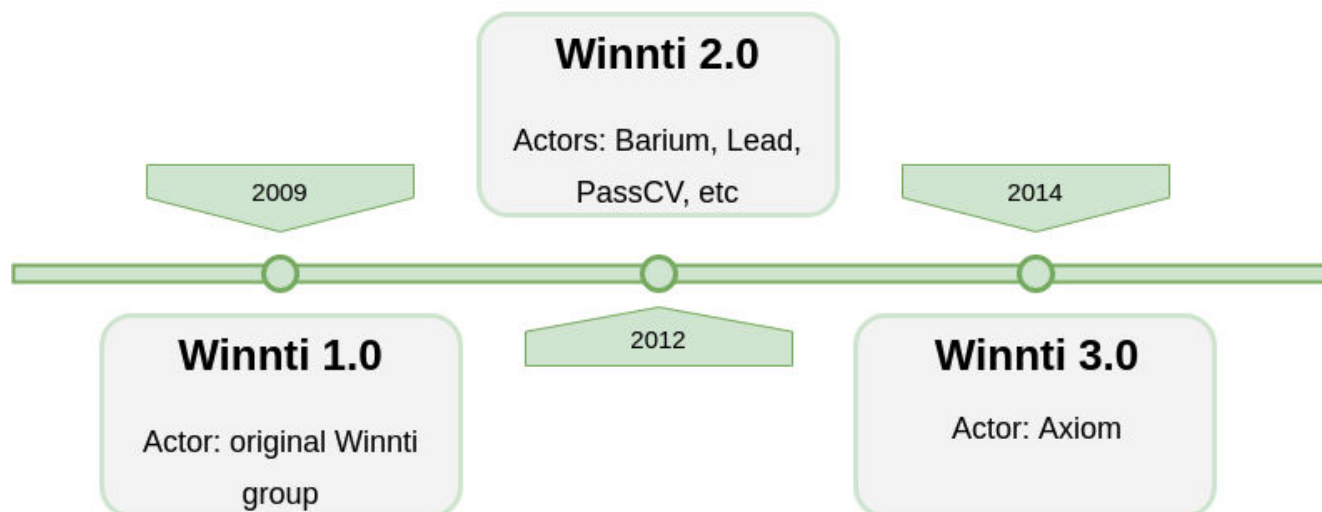 2009
Winnti 1.0
Actor: original Winnti
group
Winnti 2.0
Actors: Barium, Lead,
PassCV, etc
2012
2014
Winnti 3.0
Actor: Axiom